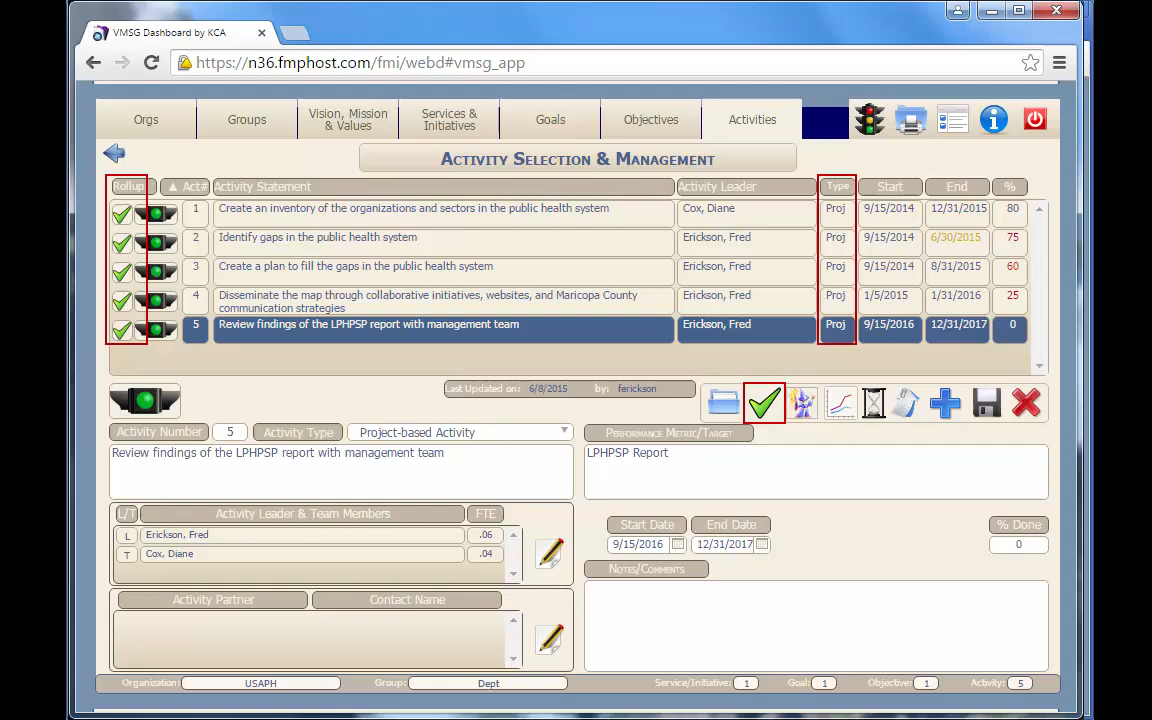 VMSG Dashboard by KCA
https://n36.fmphost.com/fmi/webd#vmsg_app
Orgs
Groups
Vision, Mission
& Values
Services &
Initiatives
Goals
Objectives
Activities
Activity Selection & Management
Rollup ▲ Act# Activity Statement Activity Leader Type Start End %
1 Create an inventory of the organizations and sectors in the public health system Cox, Diane Proj 9/15/2014 12/31/2015 80
2 Identify gaps in the public health system Erickson, Fred Proj 9/15/2014 6/30/2015 75
3 Create a plan to fill the gaps in the public health system Erickson, Fred Proj 9/15/2014 8/31/2015 60
4 Disseminate the map through collaborative initiatives, websites, and Maricopa County Erickson, Fred Proj 1/5/2015 1/31/2016 25
communication strategies
5 Review findings of the LPHPSP report with management team Erickson, Fred Proj 9/15/2016 12/31/2017 0
Last Updated on: 6/8/2015 by: ferickson
Activity Number 5 Activity Type Project-based Activity
Performance Metric/Target
Review findings of the LPHPSP report with management team
LPHPSP Report
L/T Activity Leader & Team Members FTE
L Erickson, Fred .06
T Cox, Diane .04
Start Date End Date % Done
9/15/2016 12/31/2017 0
Notes/Comments
Activity Partner Contact Name
Organization: USAPH Group: Dept Service/Initiative: 1 Goal: 1 Objective: 1 Activity: 5